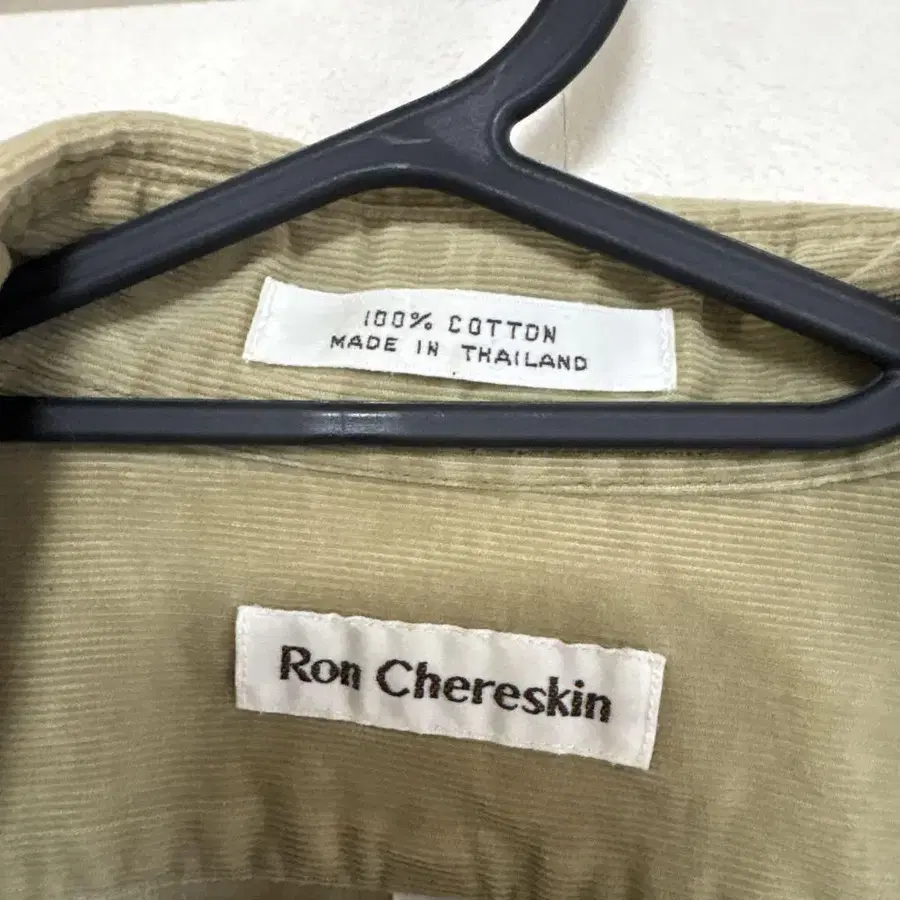 100% COTTON
MADE IN THAILAND
Ron Chereskin